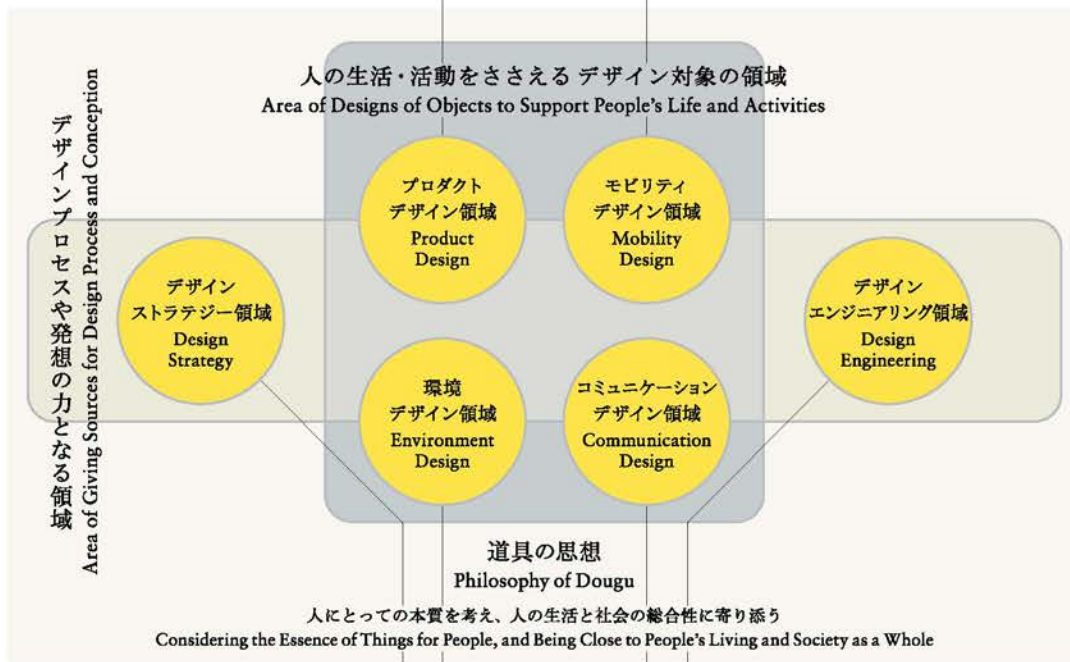 人の生活・活動をささえる デザイン対象の領域
Area of Designs of Objects to Support People's Life and Activities
デザインプロセスや発想の力となる領域
Area of Giving Sources for Design Process and Conception
プロダクト
デザイン領域
Product
Design
モビリティ
デザイン領域
Mobility
Design
デザイン
ストラテジー領域
Design
Strategy
デザイン
エンジニアリング領域
Design
Engineering
環境
デザイン領域
Environment
Design
コミュニケーション
デザイン領域
Communication
Design
道具の思想
Philosophy of Dougu
人にとっての本質を考え、人の生活と社会の総合性に寄り添う
Considering the Essence of Things for People, and Being Close to People's Living and Society as a Whole